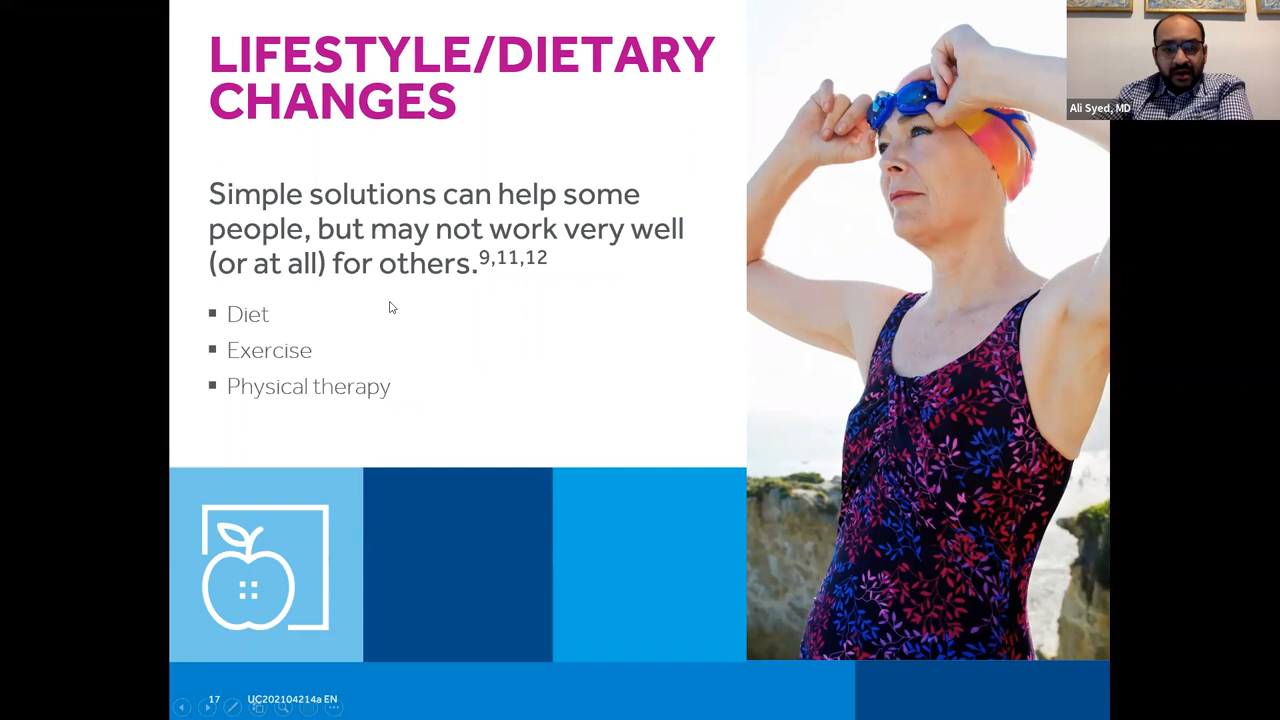 LIFESTYLE/DIETARY
CHANGES
Ali Syed, MD
Simple solutions can help some
people, but may not work very well
(or at all) for others.9,11,12
▪ Diet
▪ Exercise
▪ Physical therapy
17 UC202104214a EN